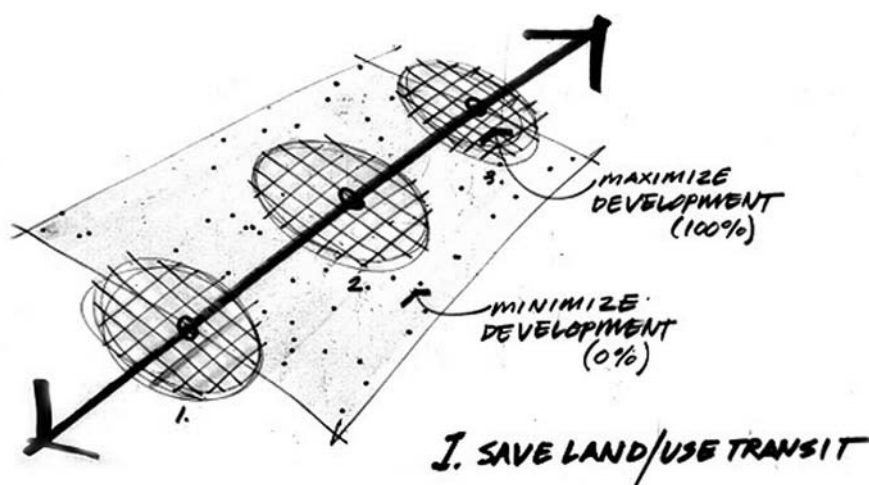 3.
MAXIMIZE
DEVELOPMENT
(100%)
2.
MINIMIZE
DEVELOPMENT
(0%)
1.
I. SAVE LAND/USE TRANSIT